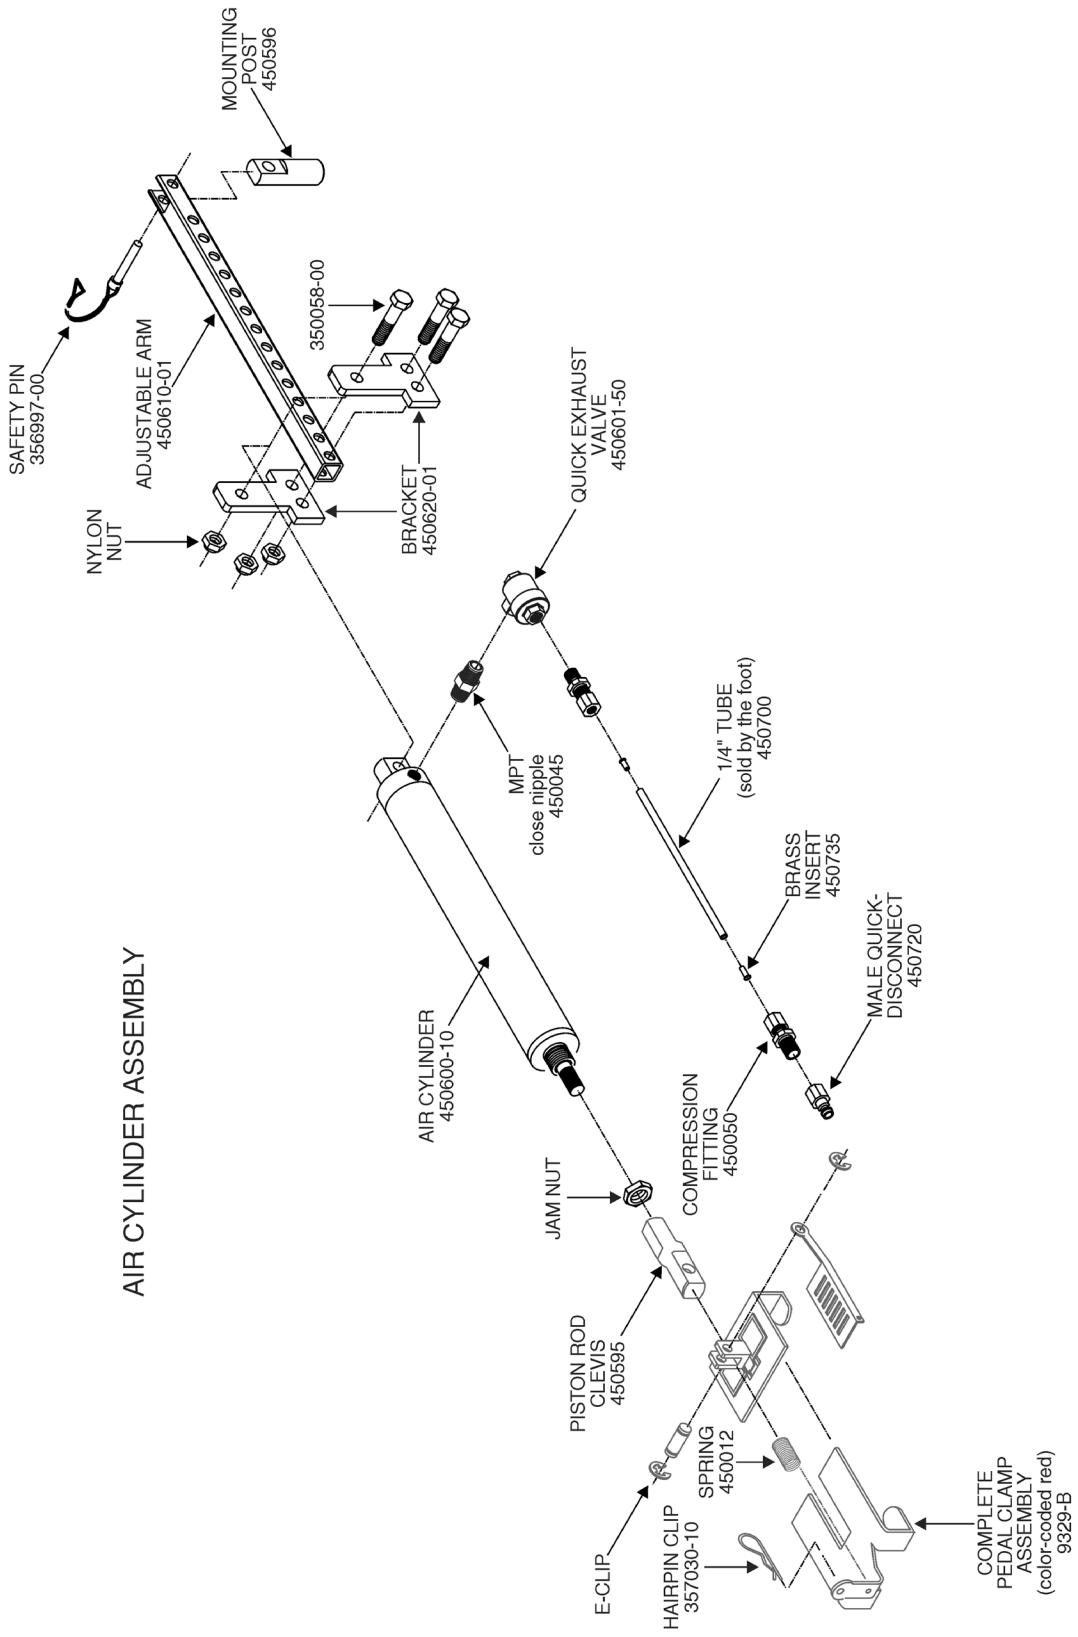 AIR CYLINDER ASSEMBLY
SAFETY PIN
356997-00
ADJUSTABLE ARM
450610-01
MOUNTING
POST
450596
350058-00
NYLON
NUT
BRACKET
450620-01
QUICK EXHAUST
VALVE
450601-50
MPT
close nipple
450045
1/4" TUBE
(sold by the foot)
450700
BRASS
INSERT
450735
MALE QUICK-
DISCONNECT
450720
AIR CYLINDER
450600-10
COMPRESSION
FITTING
450050
JAM NUT
PISTON ROD
CLEVIS
450595
E-CLIP
SPRING
450012
HAIRPIN CLIP
357030-10
COMPLETE
PEDAL CLAMP
ASSEMBLY
(color-coded red)
9329-B